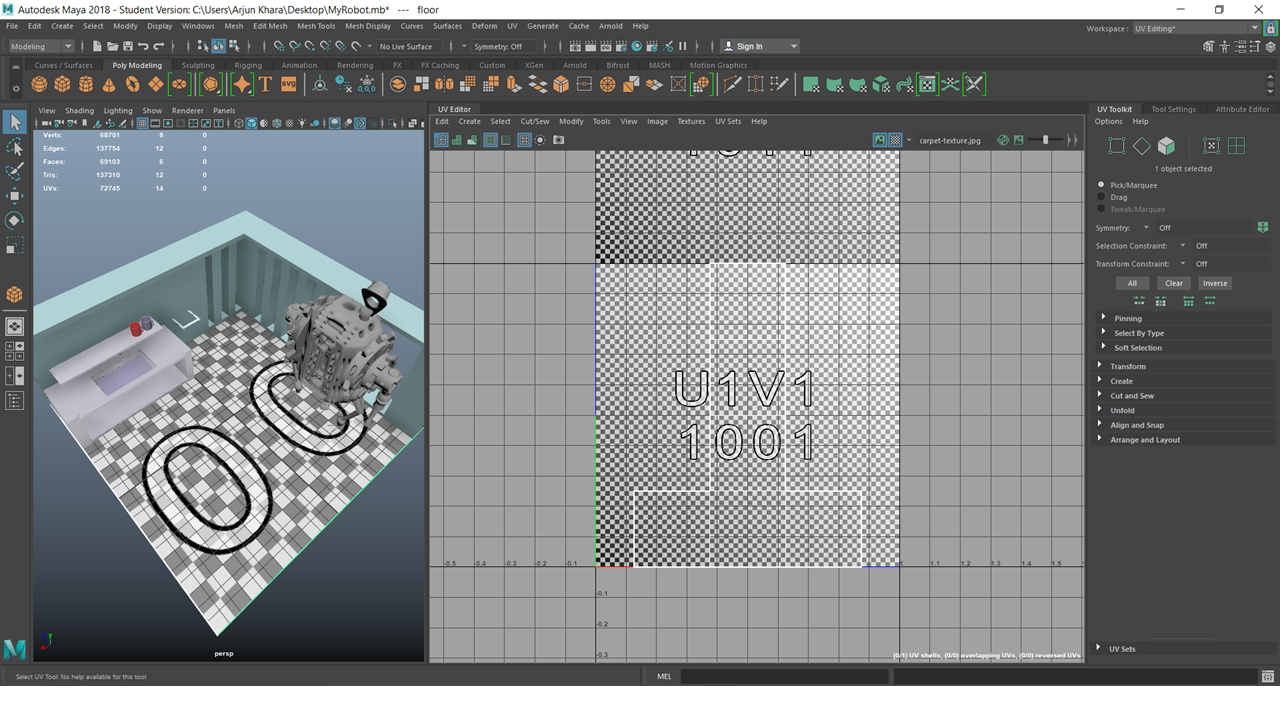 Autodesk Maya 2018 - Student Version: C:\Users\Arjun Khara\Desktop\MyRobot.mb* --- floor
File Edit Create Select Modify Display Windows Mesh Edit Mesh Mesh Tools Mesh Display Curves Surfaces Deform UV Generate Cache Arnold Help
Workspace : UV Editing*
Modeling No Live Surface Symmetry: Off Sign In
Curves / Surfaces Poly Modeling Sculpting Rigging Animation Rendering FX FX Caching Custom XGen Arnold Bifrost MASH Motion Graphics
View Shading Lighting Show Renderer Panels
Verts: 68701 8 0
Edges: 137754 12 0
Faces: 69103 6 0
Tris: 137310 12 0
UVs: 72745 14 0
persp
UV Editor
Edit Create Select Cut/Sew Modify Tools View Image Textures UV Sets Help
carpet-texture.jpg
U1V1
1001
-0.5 -0.4 -0.3 -0.2 -0.1 1 1.1 1.2 1.3 1.4 1.5
-0.1
-0.2
-0.3
(0/1) UV shells, (0/0) overlapping UVs, (0/0) reversed UVs
UV Toolkit Tool Settings Attribute Editor
Options Help
1 object selected
Pick/Marquee
Drag
Tweak/Marquee
Symmetry: Off
Selection Constraint: Off
Transform Constraint: Off
All Clear Inverse
Pinning
Select By Type
Soft Selection
Transform
Create
Cut and Sew
Unfold
Align and Snap
Arrange and Layout
UV Sets
Select UV Tool: No help available for this tool
MEL